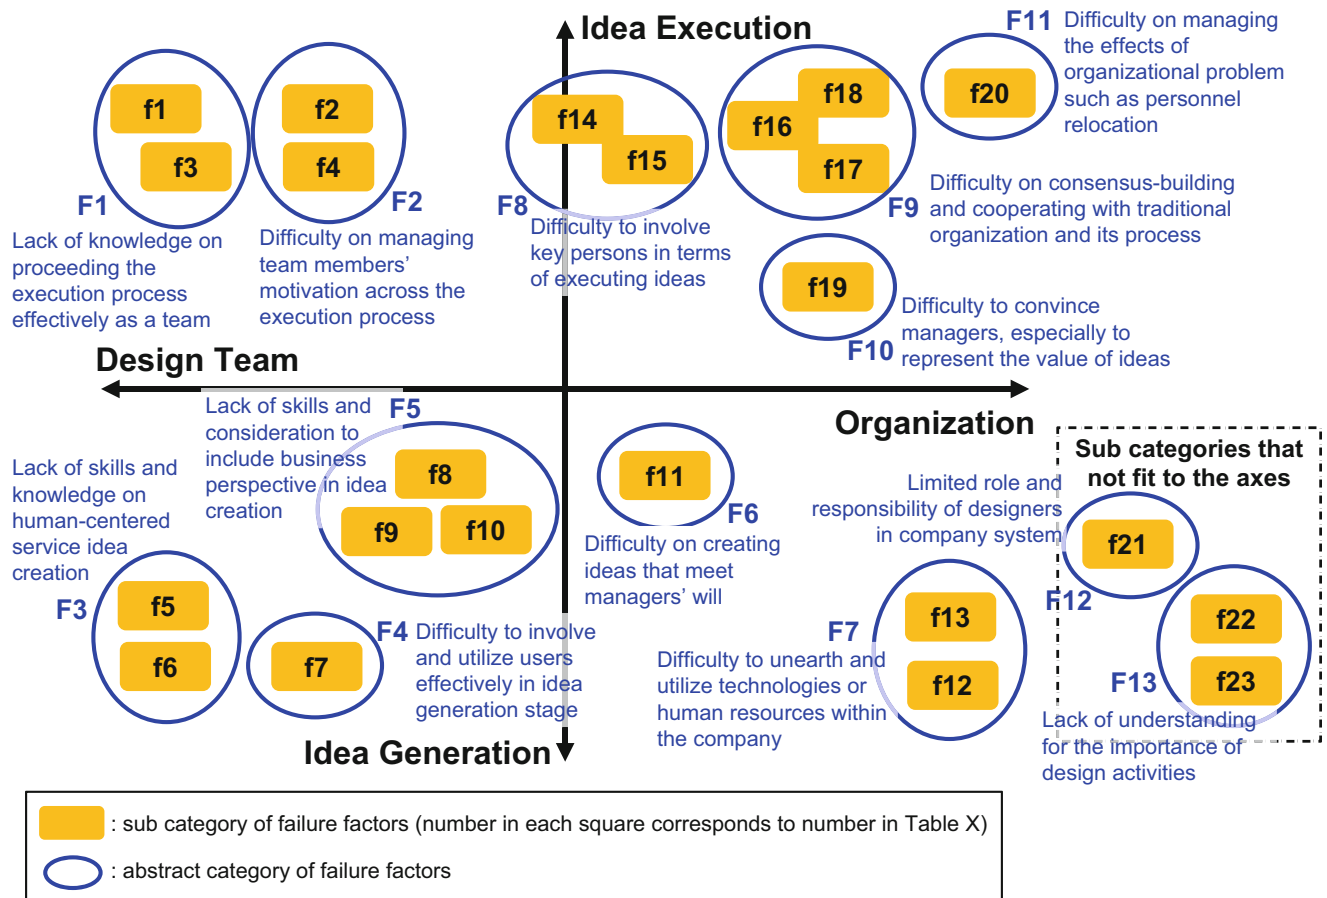 Idea Execution
F11
Difficulty on managing
the effects of
organizational problem
such as personnel
relocation
f1
f3
f2
f4
f14
f15
f18
f16
f17
f20
F1
Lack of knowledge on
proceeding the
execution process
effectively as a team
F2
Difficulty on managing
team members’
motivation across the
execution process
F8
Difficulty to involve
key persons in terms
of executing ideas
F9
Difficulty on consensus-building
and cooperating with traditional
organization and its process
f19
F10
Difficulty to convince
managers, especially to
represent the value of ideas
Design Team
Organization
F5
Lack of skills and
consideration to
include business
perspective in idea
creation
f8
f9
f10
Lack of skills and
knowledge on
human-centered
service idea
creation
F3
f5
f6
f7
F4
Difficulty to involve
and utilize users
effectively in idea
generation stage
f11
F6
Difficulty on creating
ideas that meet
managers’ will
F7
Difficulty to unearth and
utilize technologies or
human resources within
the company
f13
f12
Sub categories that
not fit to the axes
Limited role and
responsibility of designers
in company system
f21
F12
f22
f23
F13
Lack of understanding
for the importance of
design activities
Idea Generation
: sub category of failure factors (number in each square corresponds to number in Table X)
: abstract category of failure factors